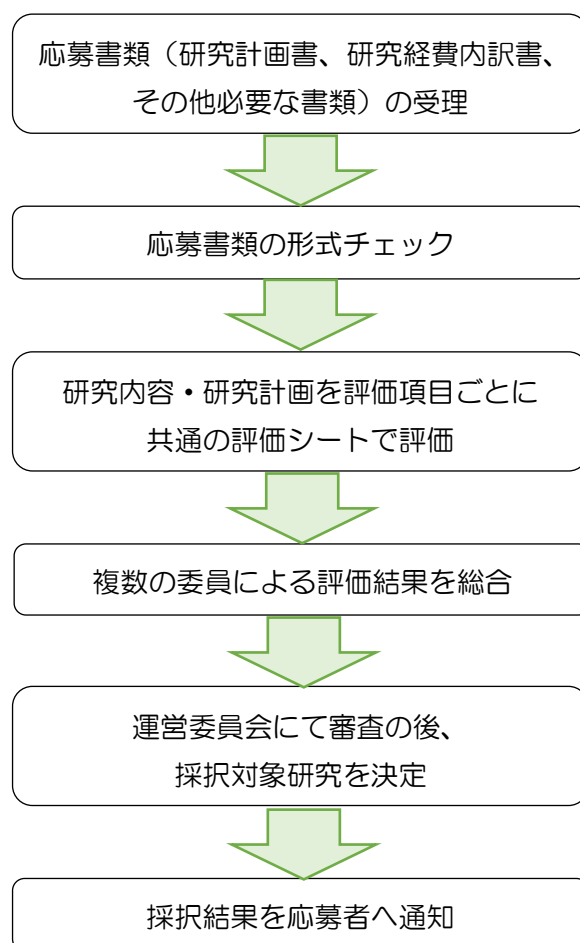 応募書類（研究計画書、研究経費内訳書、
その他必要な書類）の受理
応募書類の形式チェック
研究内容・研究計画を評価項目ごとに
共通の評価シートで評価
複数の委員による評価結果を総合
運営委員会にて審査の後、
採択対象研究を決定
採択結果を応募者へ通知